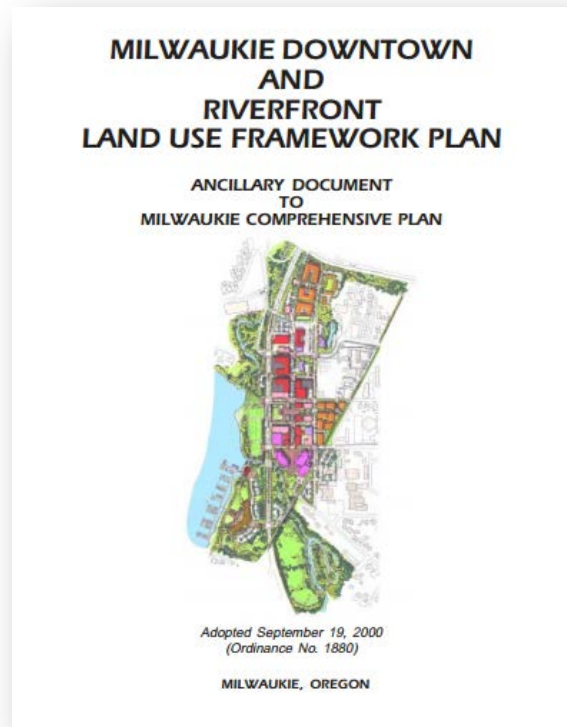 MILWAUKIE DOWNTOWN
AND
RIVERFRONT
LAND USE FRAMEWORK PLAN
ANCILLARY DOCUMENT
TO
MILWAUKIE COMPREHENSIVE PLAN
Adopted September 19, 2000
(Ordinance No. 1880)
MILWAUKIE, OREGON